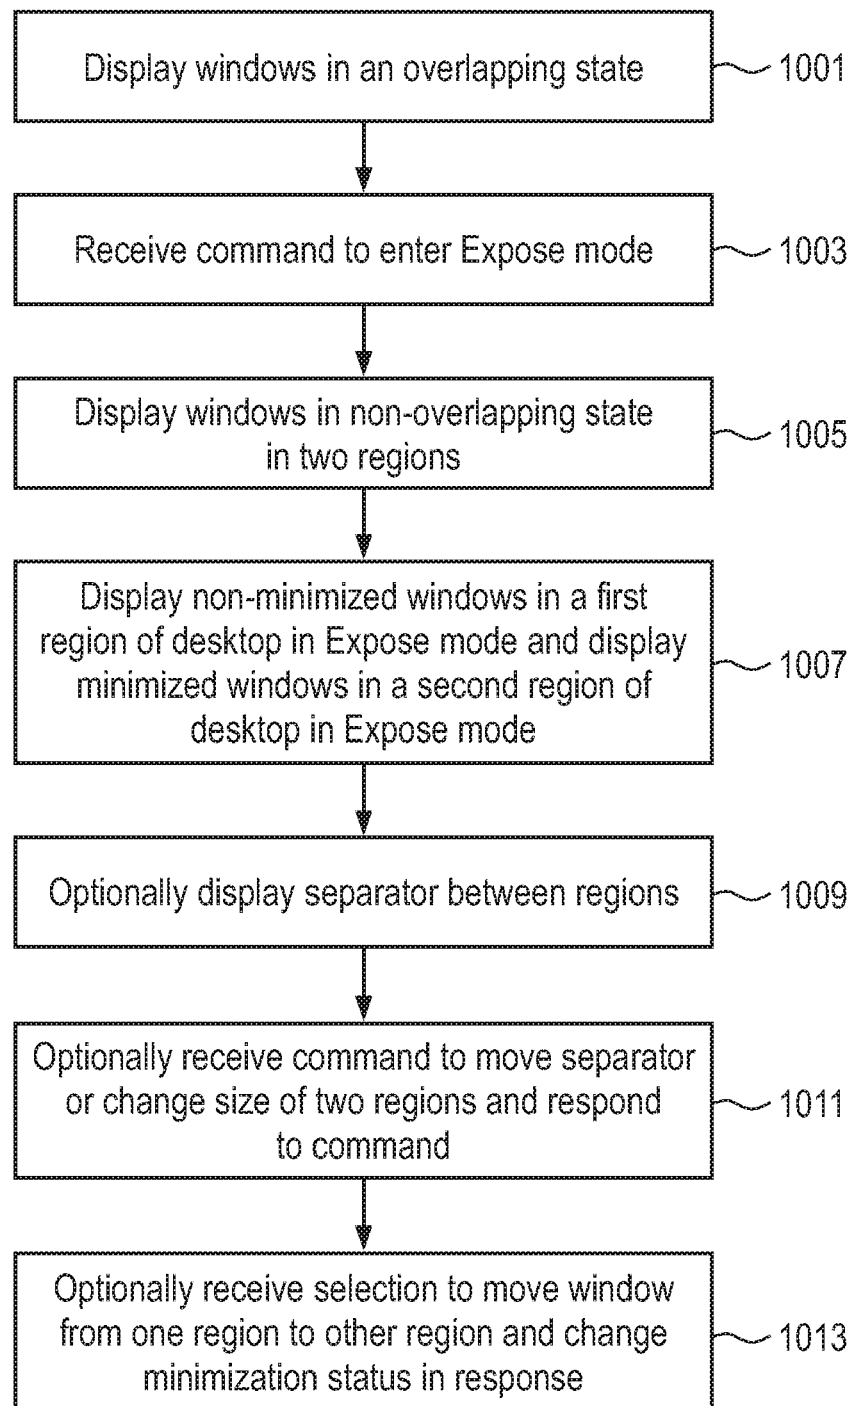 Display windows in an overlapping state
1001
Receive command to enter Expose mode
1003
Display windows in non-overlapping state
in two regions
1005
Display non-minimized windows in a first
region of desktop in Expose mode and display
minimized windows in a second region of
desktop in Expose mode
1007
Optionally display separator between regions
1009
Optionally receive command to move separator
or change size of two regions and respond
to command
1011
Optionally receive selection to move window
from one region to other region and change
minimization status in response
1013